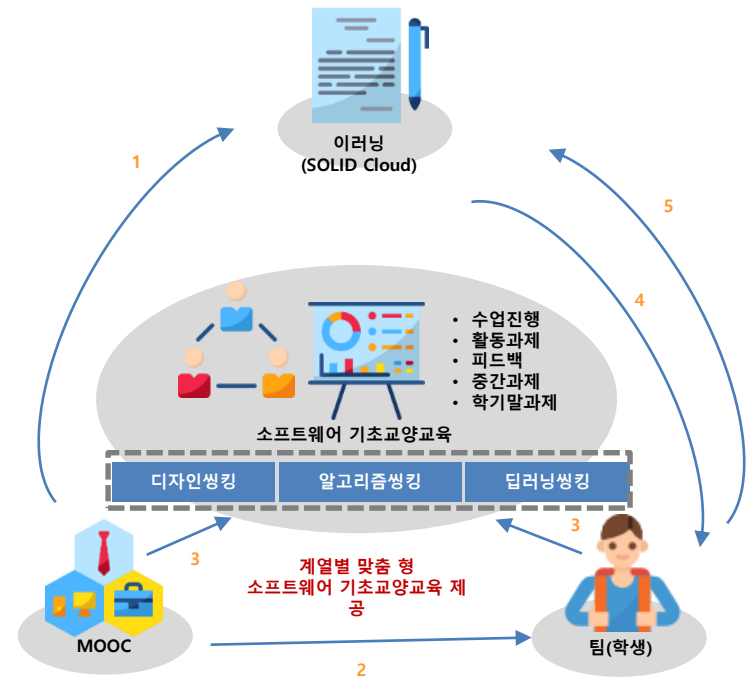 이러닝
(SOLID Cloud)
1
5
4
• 수업진행
• 활동과제
• 피드백
• 중간과제
• 학기말과제
소프트웨어 기초교양교육
디자인씽킹
알고리즘씽킹
딥러닝씽킹
3
3
계열별 맞춤 형
소프트웨어 기초교양교육 제
공
MOOC
팀(학생)
2